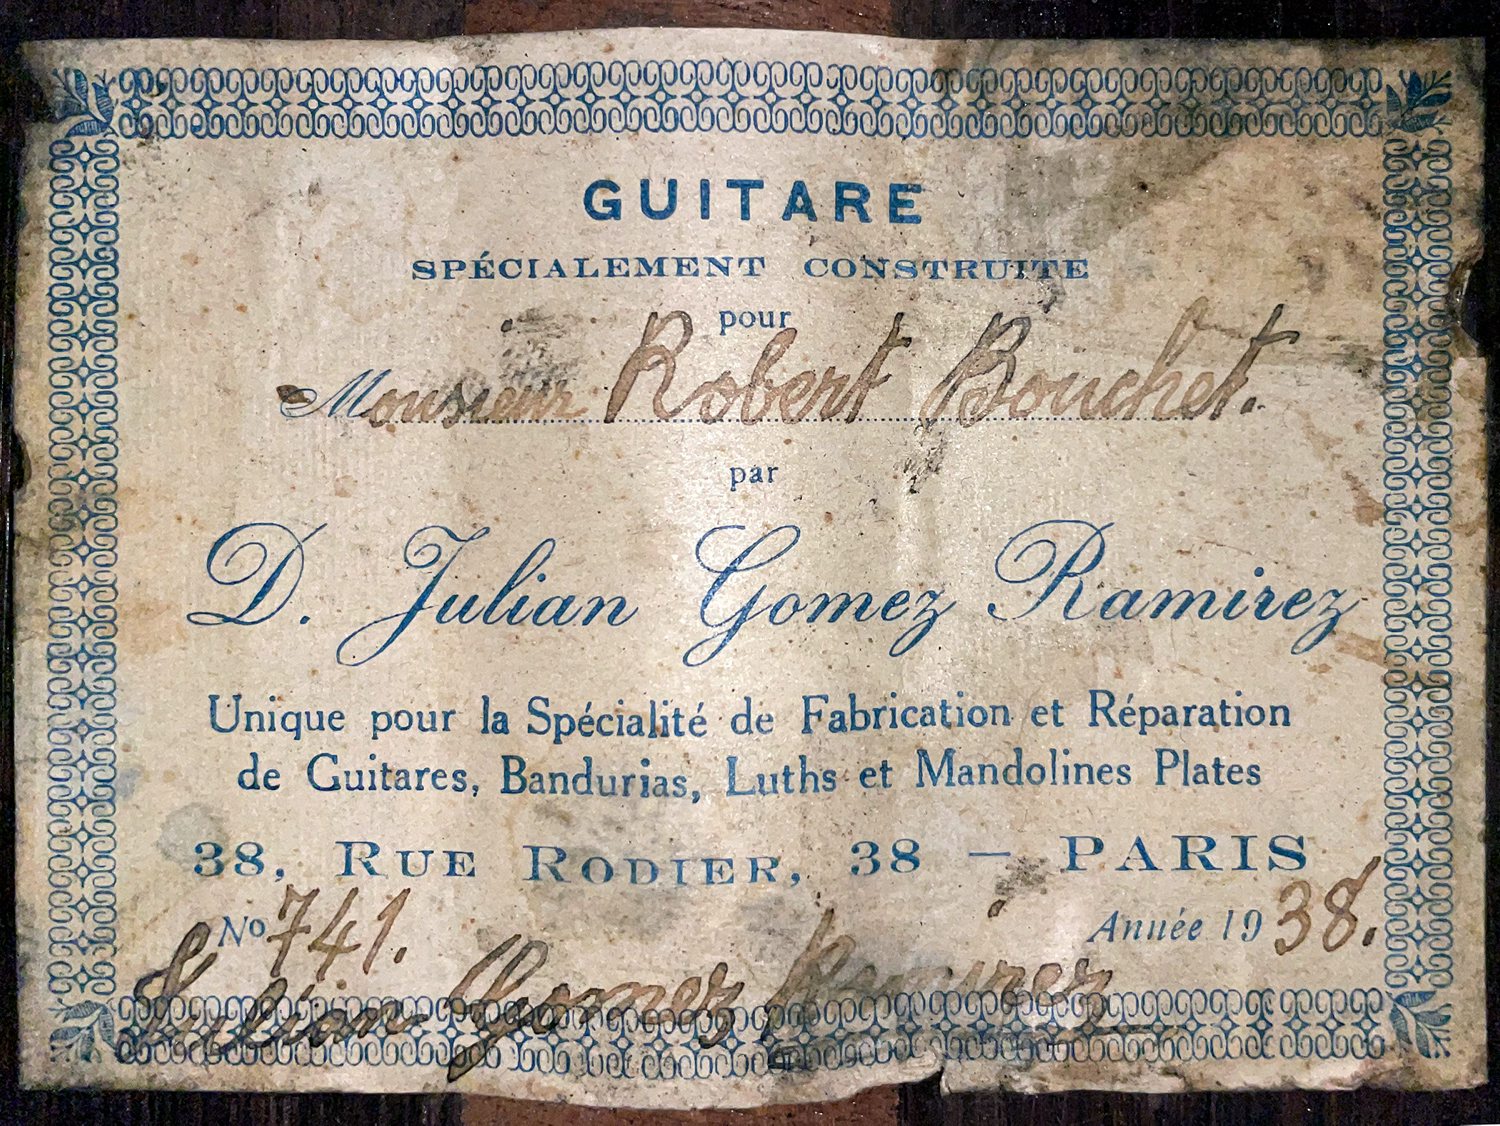 GUITARE
SPÉCIALEMENT CONSTRUITE
pour
Monsieur Robert Bouchet.
par
D. Julian Gomez Ramirez
Unique pour la Spécialité de Fabrication et Réparation
de Guitares, Bandurias, Luths et Mandolines Plates
38, RUE RODIER, 38 — PARIS
No 741. Année 1938.
Julian Gomez Ramirez